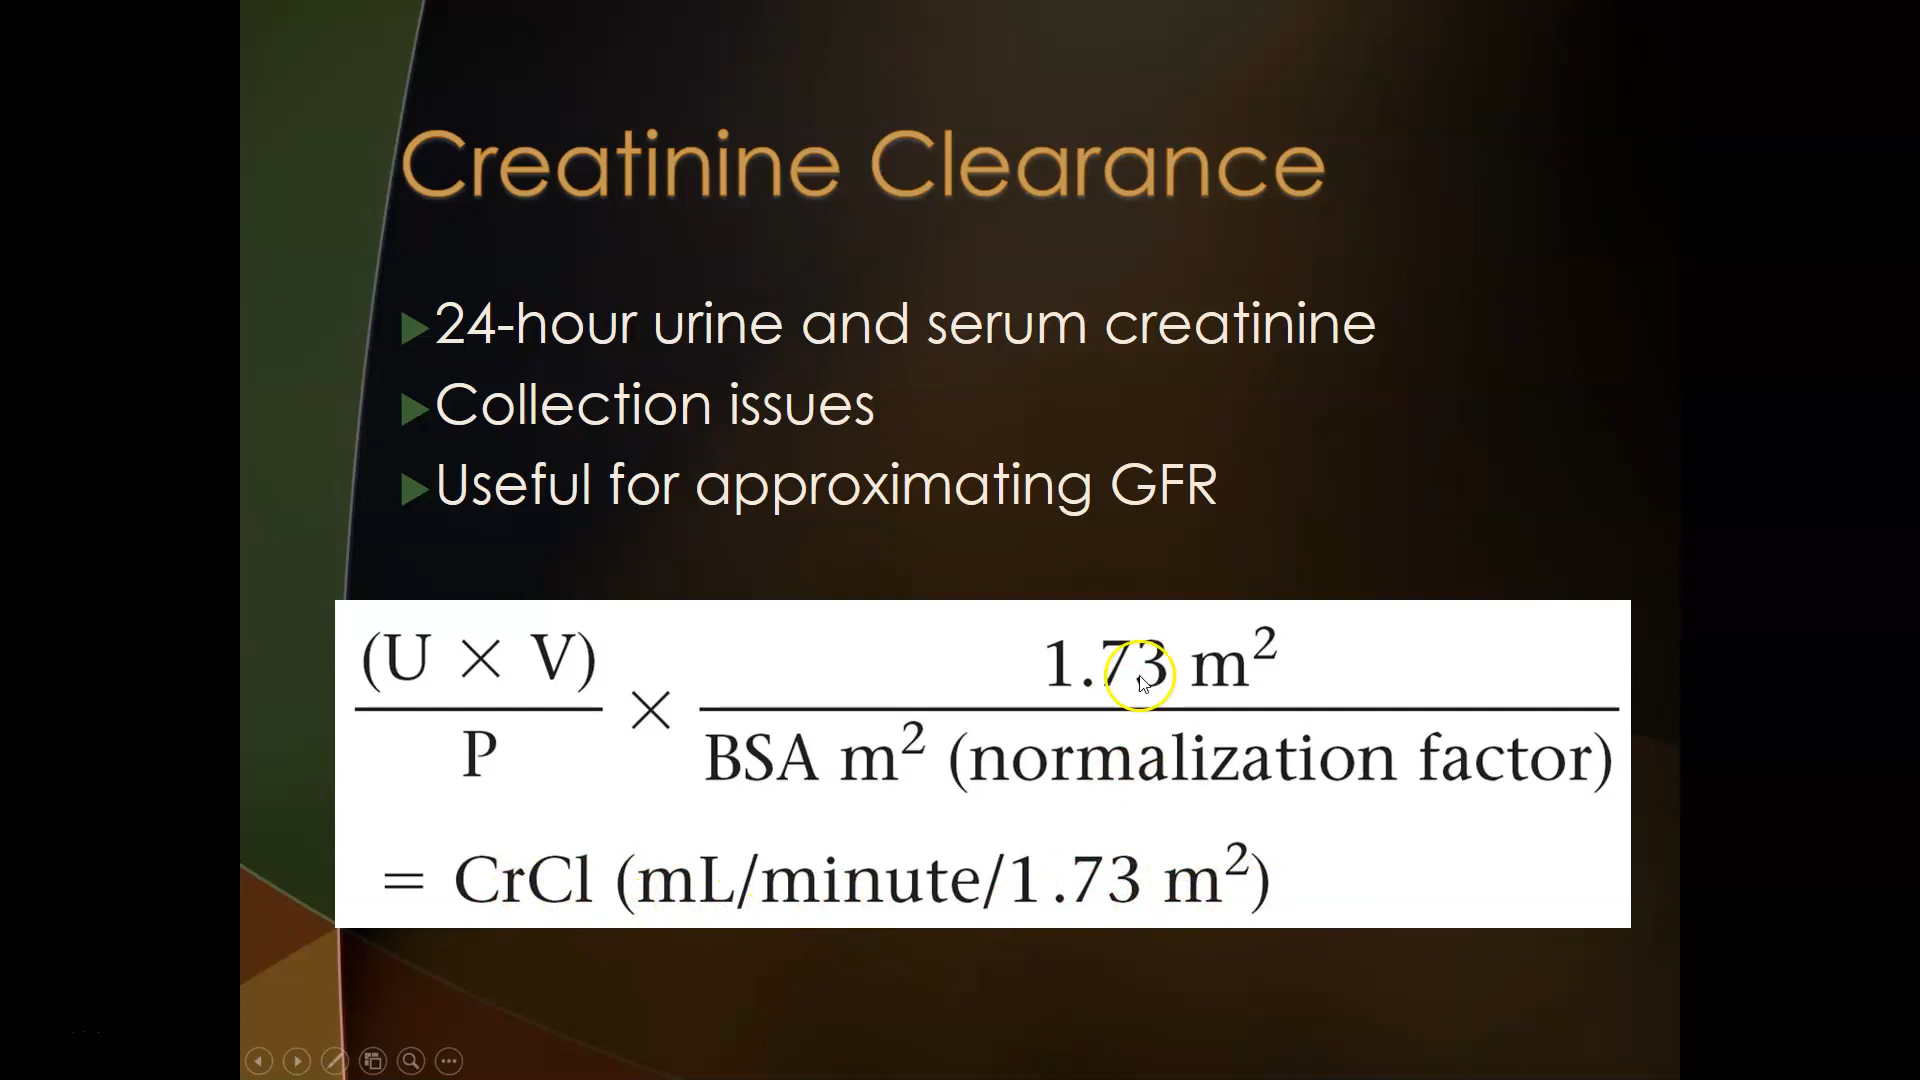 Creatinine Clearance
24-hour urine and serum creatinine
Collection issues
Useful for approximating GFR
(U × V)
P
×
1.73 m²
BSA m² (normalization factor)
= CrCl (mL/minute/1.73 m²)